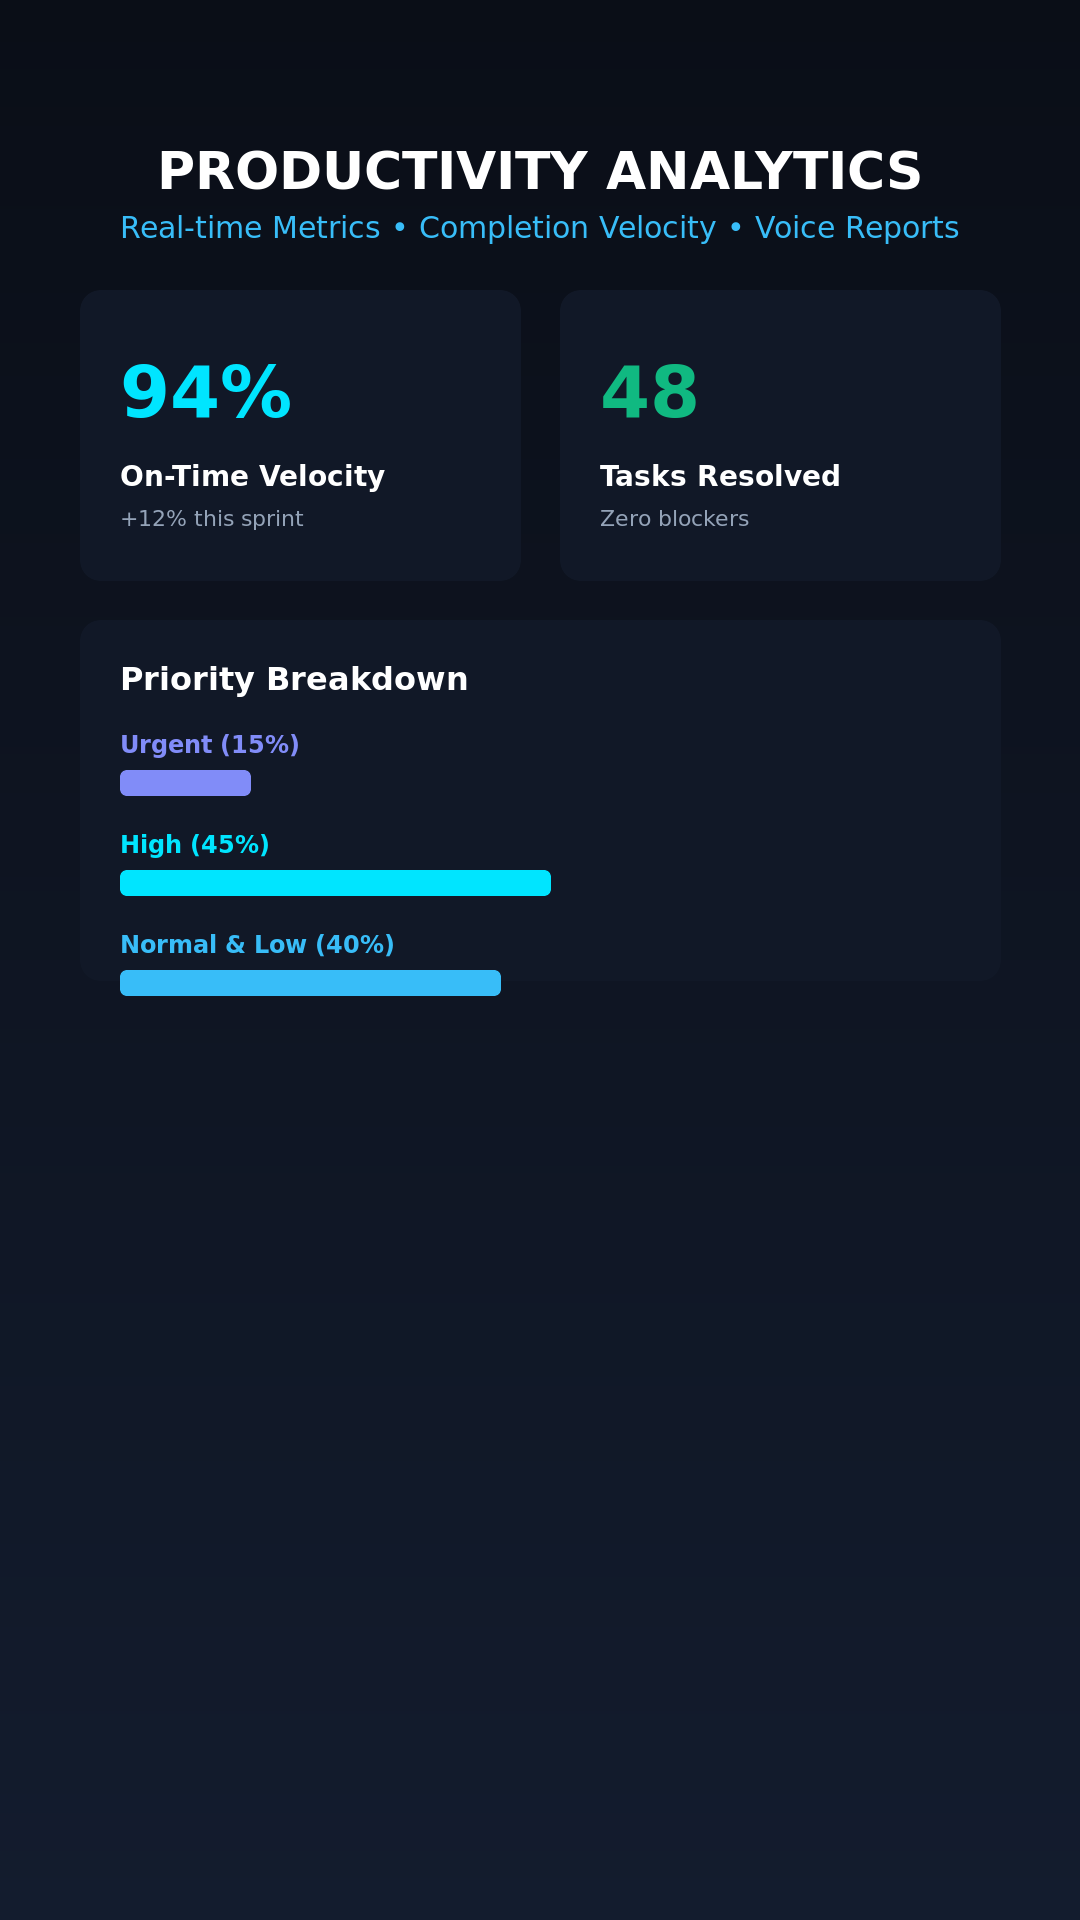 PRODUCTIVITY ANALYTICS
Real-time Metrics • Completion Velocity • Voice Reports
94%
On-Time Velocity
+12% this sprint
48
Tasks Resolved
Zero blockers
Priority Breakdown
Urgent (15%)
High (45%)
Normal & Low (40%)